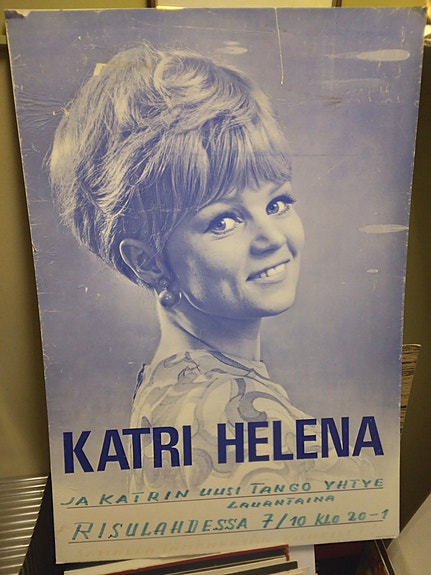 KATRI HELENA
JA KATRIN UUSI TANGO YHTYE
LAUANTAINA
RISULAHDESSA 7/10 KLO 20-1